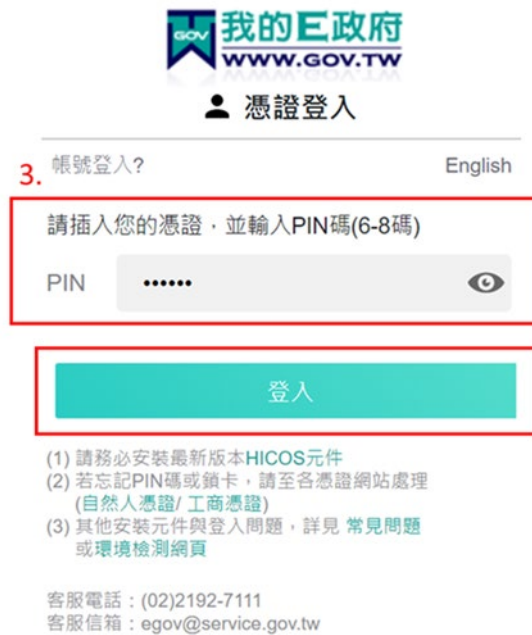 GOV 我的E政府
WWW.GOV.TW
憑證登入
3. 帳號登入? English
請插入您的憑證，並輸入PIN碼(6-8碼)
PIN ••••••
登入
(1) 請務必安裝最新版本HICOS元件
(2) 若忘記PIN碼或鎖卡，請至各憑證網站處理
(自然人憑證/ 工商憑證)
(3) 其他安裝元件與登入問題，詳見 常見問題
或環境檢測網頁
客服電話：(02)2192-7111
客服信箱：egov@service.gov.tw